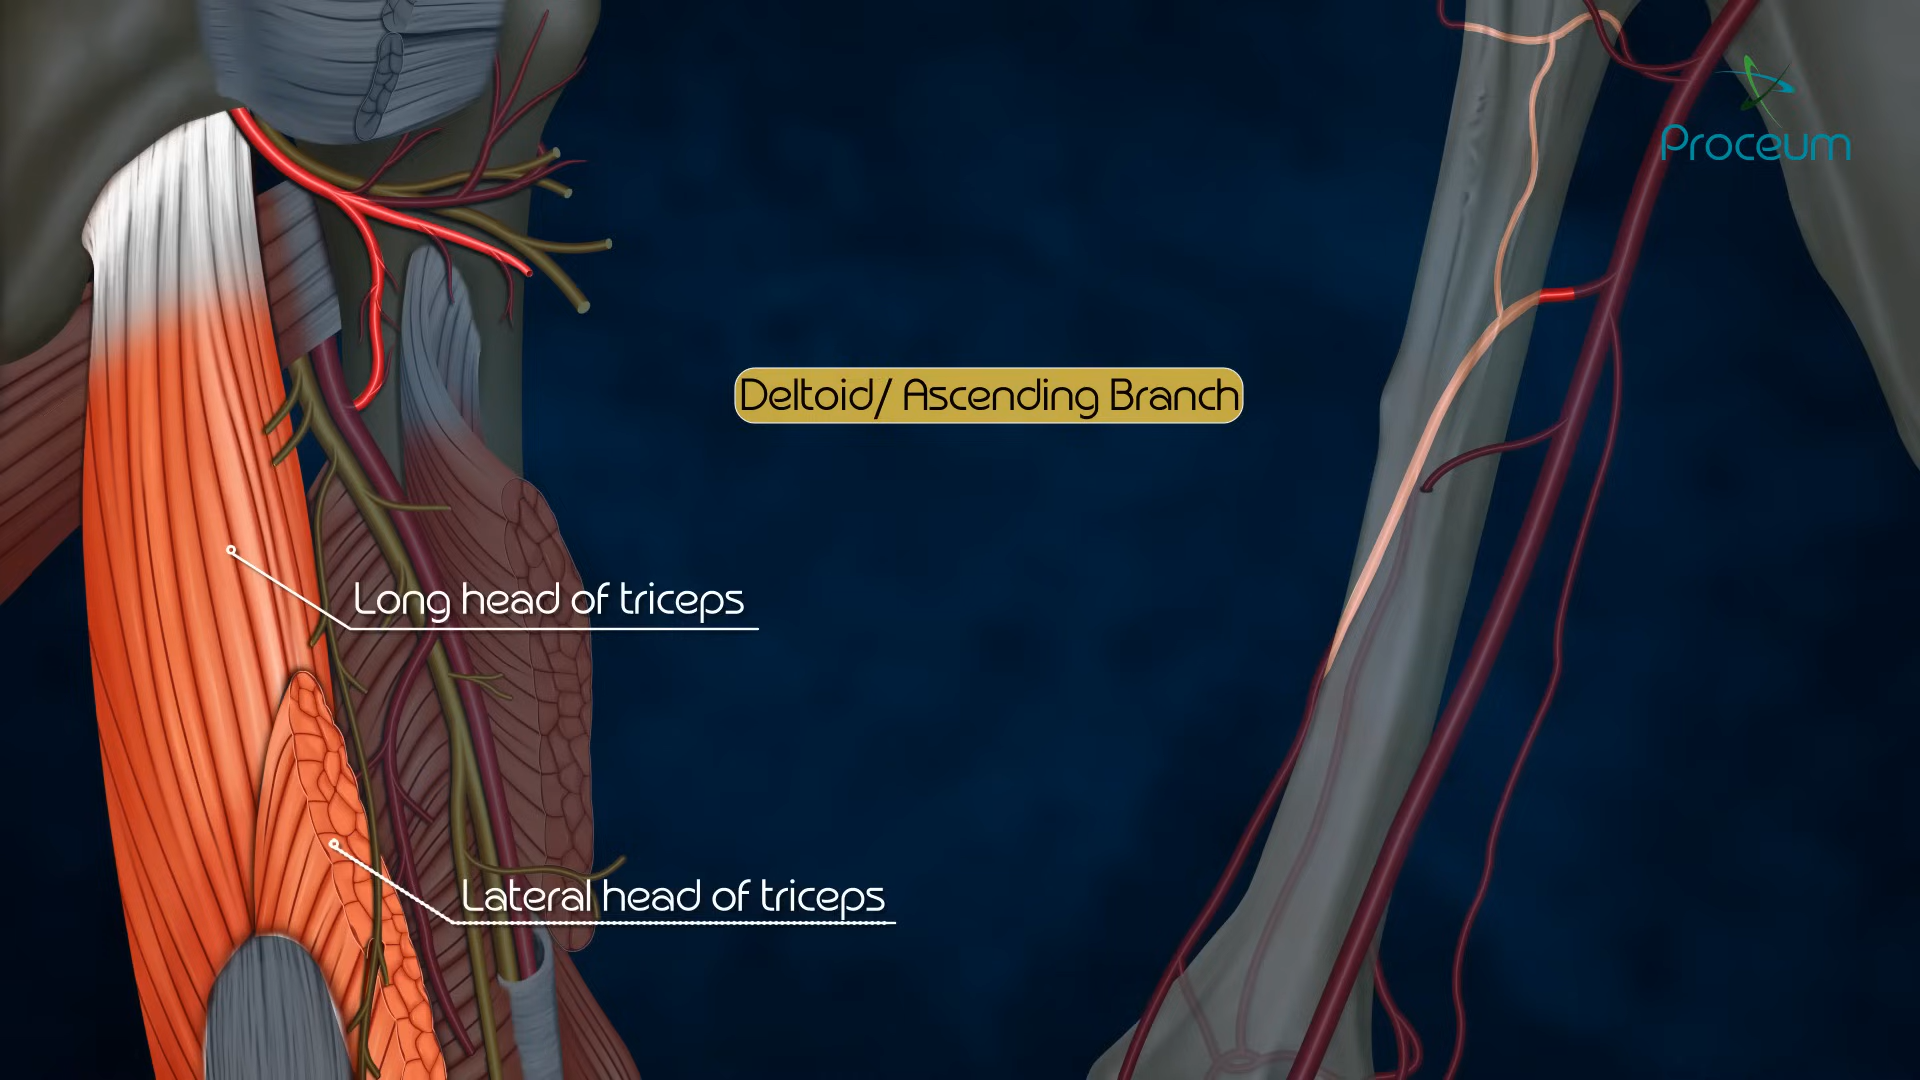 Proceum
Deltoid/ Ascending Branch
Long head of triceps
Lateral head of triceps